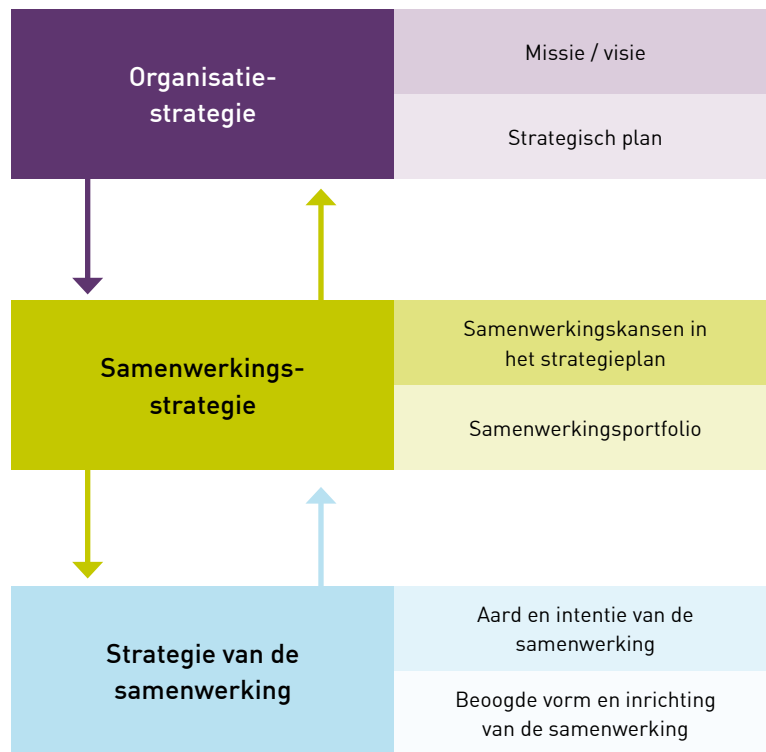 Organisatie-
strategie
Missie / visie
Strategisch plan
Samenwerkings-
strategie
Samenwerkingskansen in
het strategieplan
Samenwerkingsportfolio
Strategie van de
samenwerking
Aard en intentie van de
samenwerking
Beoogde vorm en inrichting
van de samenwerking